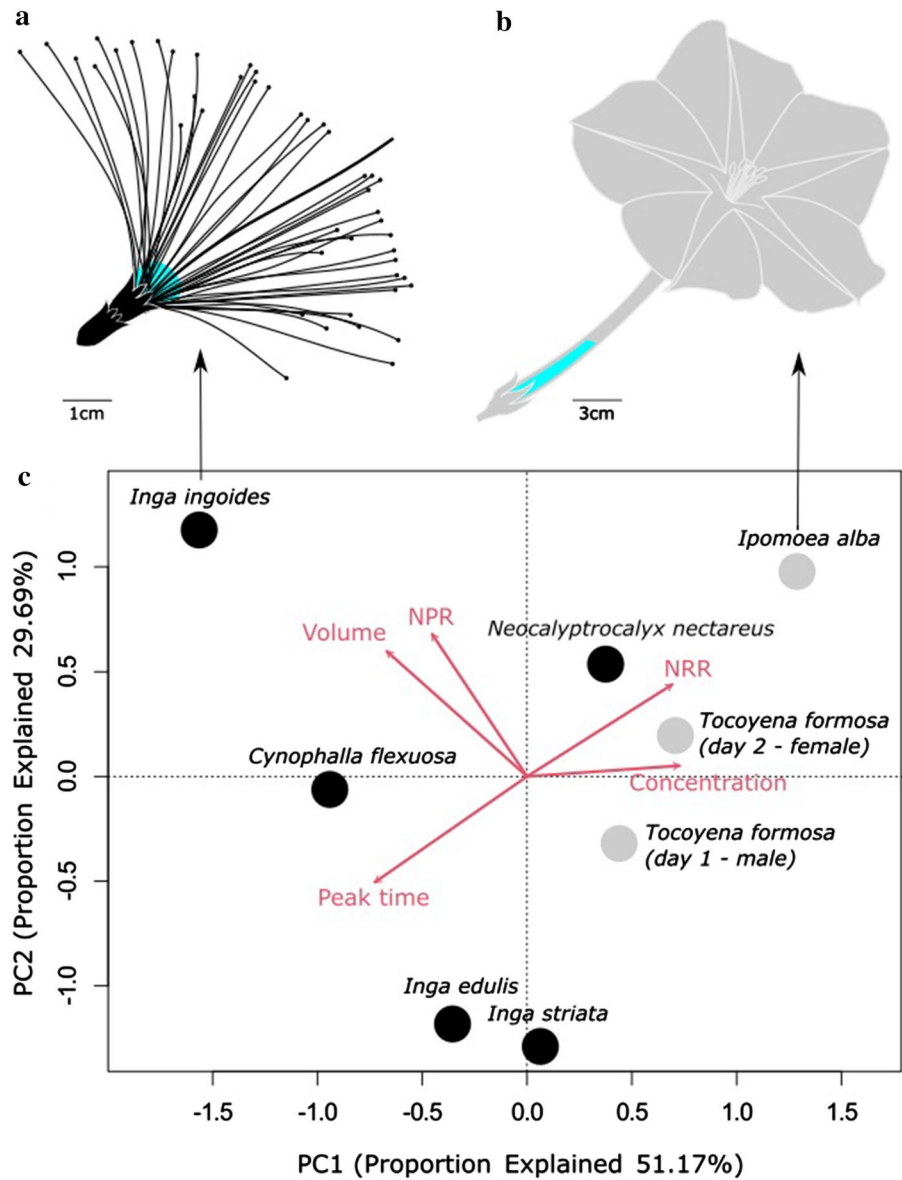 a
b
1cm
3cm
c
Inga ingoides
Ipomoea alba
NPR
Volume
Neocalyptrocalyx nectareus
NRR
Tocoyena formosa
(day 2 - female)
Cynophalla flexuosa
Concentration
Tocoyena formosa
(day 1 - male)
Peak time
Inga edulis
Inga striata
PC2 (Proportion Explained 29.69%)
1.0
0.5
0.0
-0.5
-1.0
-1.5 -1.0 -0.5 0.0 0.5 1.0 1.5
PC1 (Proportion Explained 51.17%)